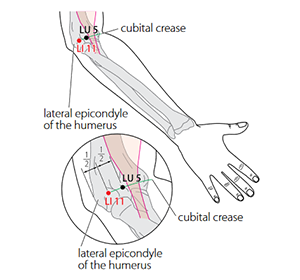 LU 5
cubital crease
LI 11
lateral epicondyle
of the humerus
1/2
1/2
LU 5
LI 11
cubital crease
lateral epicondyle
of the humerus